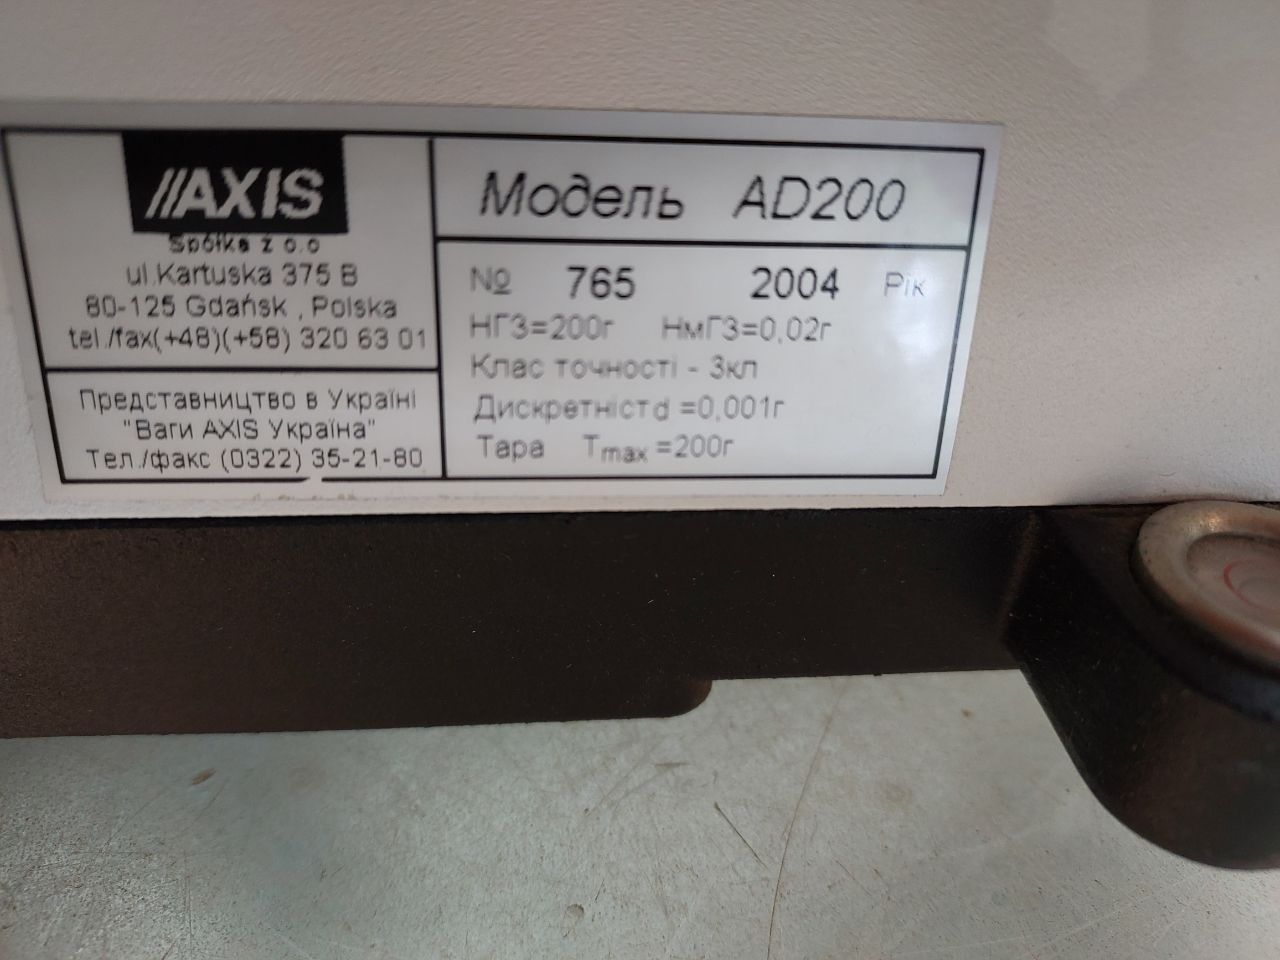 //AXIS
Spółka z o.o
ul.Kartuska 375 B
80-125 Gdańsk , Polska
tel./fax(+48)(+58) 320 63 01
Представництво в Україні
"Ваги AXIS Україна"
Тел./факс (0322) 35-21-80
Модель AD200
№ 765 2004 Рік
НГЗ=200г НмГЗ=0,02г
Клас точності - 3кл
Дискретність d =0,001г
Тара Tmax =200г